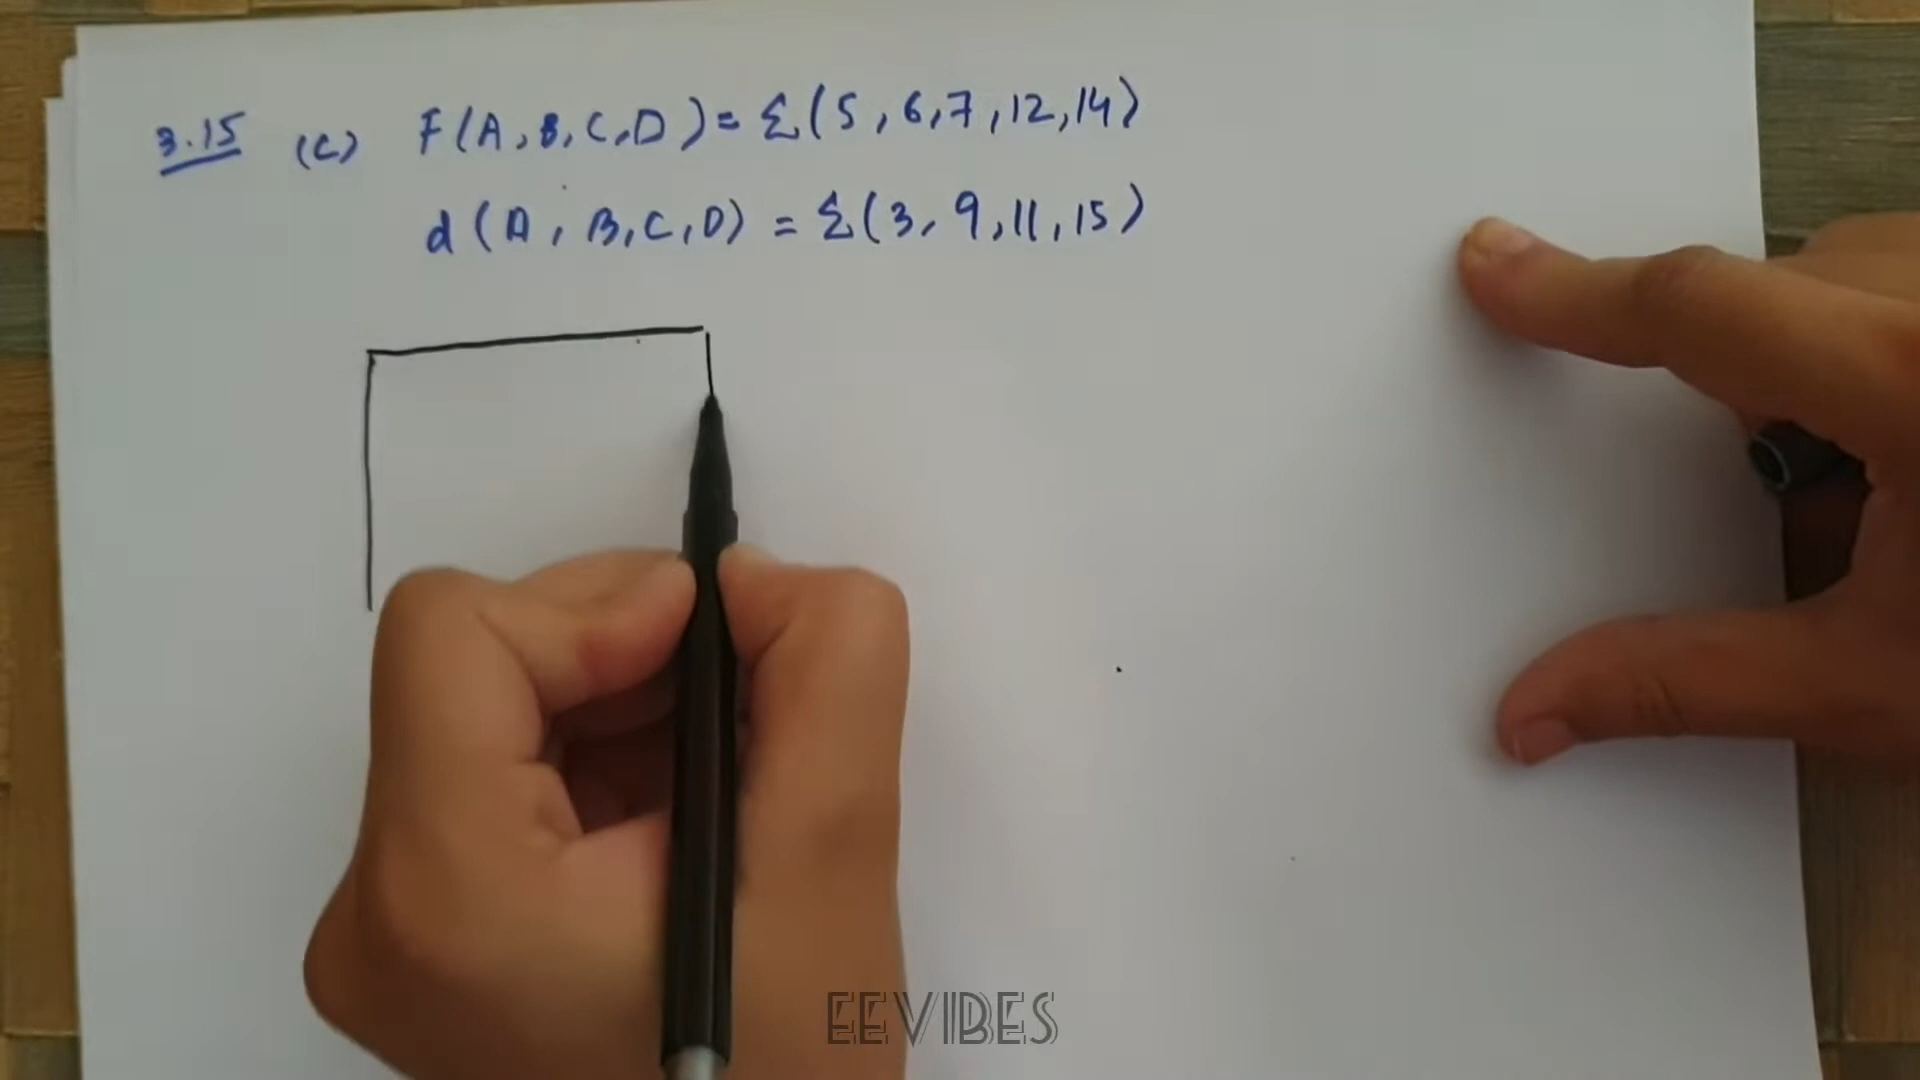 3.15 (C) F(A,B,C,D) = Σ(5,6,7,12,14)
d(A,B,C,D) = Σ(3,9,11,15)
EEVIBES